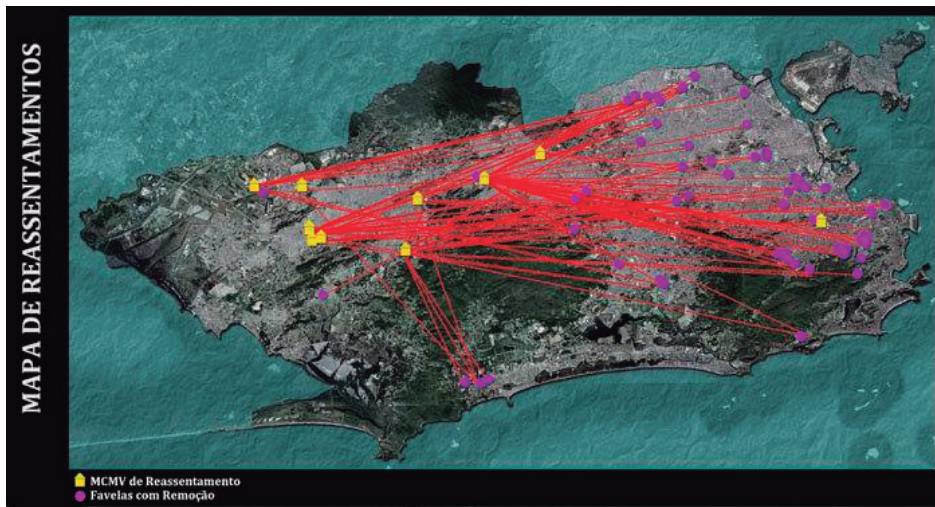 MAPA DE REASSENTAMENTOS
MCMV de Reassentamento
Favelas com Remoção